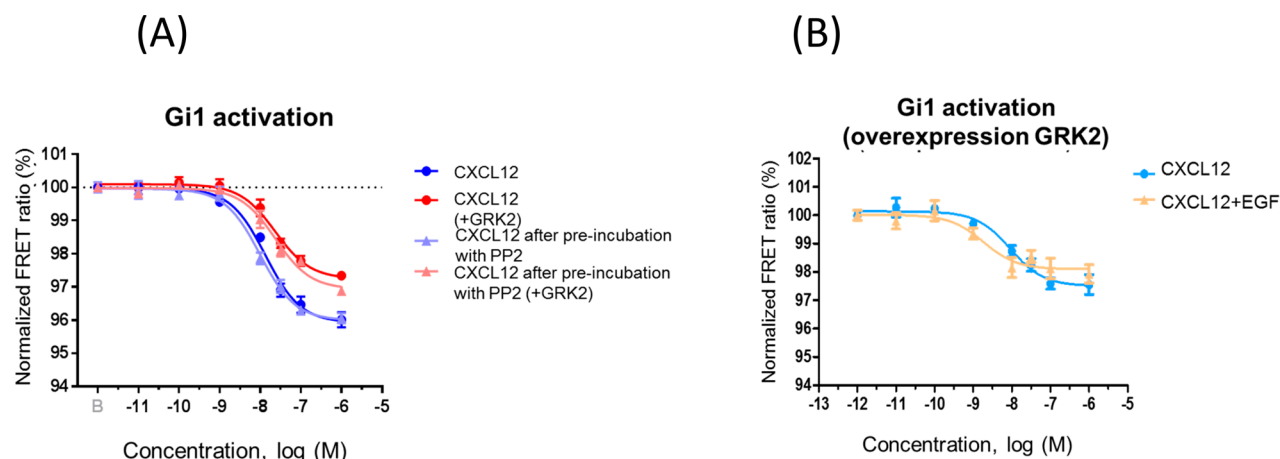 (A)
Gi1 activation
Normalized FRET ratio (%)
101
100
99
98
97
96
95
94
B
-11
-10
-9
-8
-7
-6
-5
Concentration, log (M)
CXCL12
CXCL12
(+GRK2)
CXCL12 after pre-incubation
with PP2
CXCL12 after pre-incubation
with PP2 (+GRK2)
(B)
Gi1 activation
(overexpression GRK2)
Normalized FRET ratio (%)
102
101
100
99
98
97
96
95
94
-13
-12
-11
-10
-9
-8
-7
-6
-5
Concentration, log (M)
CXCL12
CXCL12+EGF